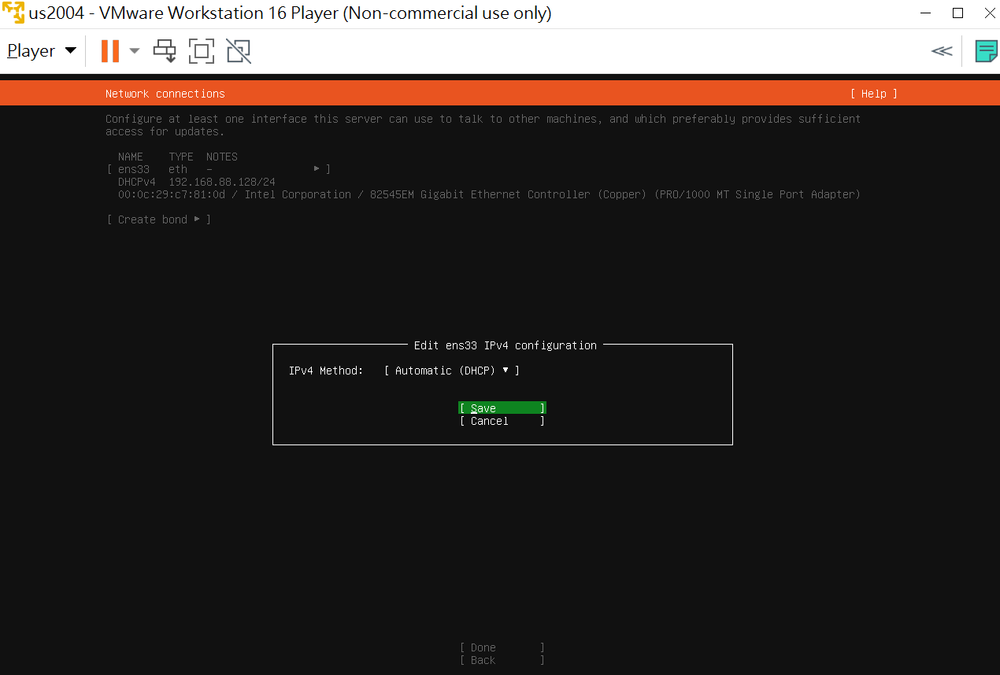 us2004 - VMware Workstation 16 Player (Non-commercial use only)
Player
Network connections [ Help ]
Configure at least one interface this server can use to talk to other machines, and which preferably provides sufficient
access for updates.
NAME TYPE NOTES
[ ens33 eth – ▸ ]
DHCPv4 192.168.88.128/24
00:0c:29:c7:81:0d / Intel Corporation / 82545EM Gigabit Ethernet Controller (Copper) (PRO/1000 MT Single Port Adapter)
[ Create bond ▸ ]
Edit ens33 IPv4 configuration
IPv4 Method: [ Automatic (DHCP) ▾ ]
[ Save ]
[ Cancel ]
[ Done ]
[ Back ]